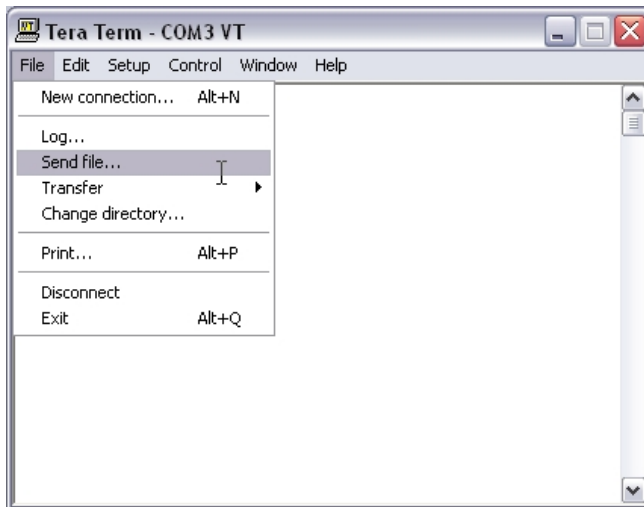 VT Tera Term - COM3 VT
File Edit Setup Control Window Help
New connection... Alt+N
Log...
Send file...
Transfer
Change directory...
Print... Alt+P
Disconnect
Exit Alt+Q